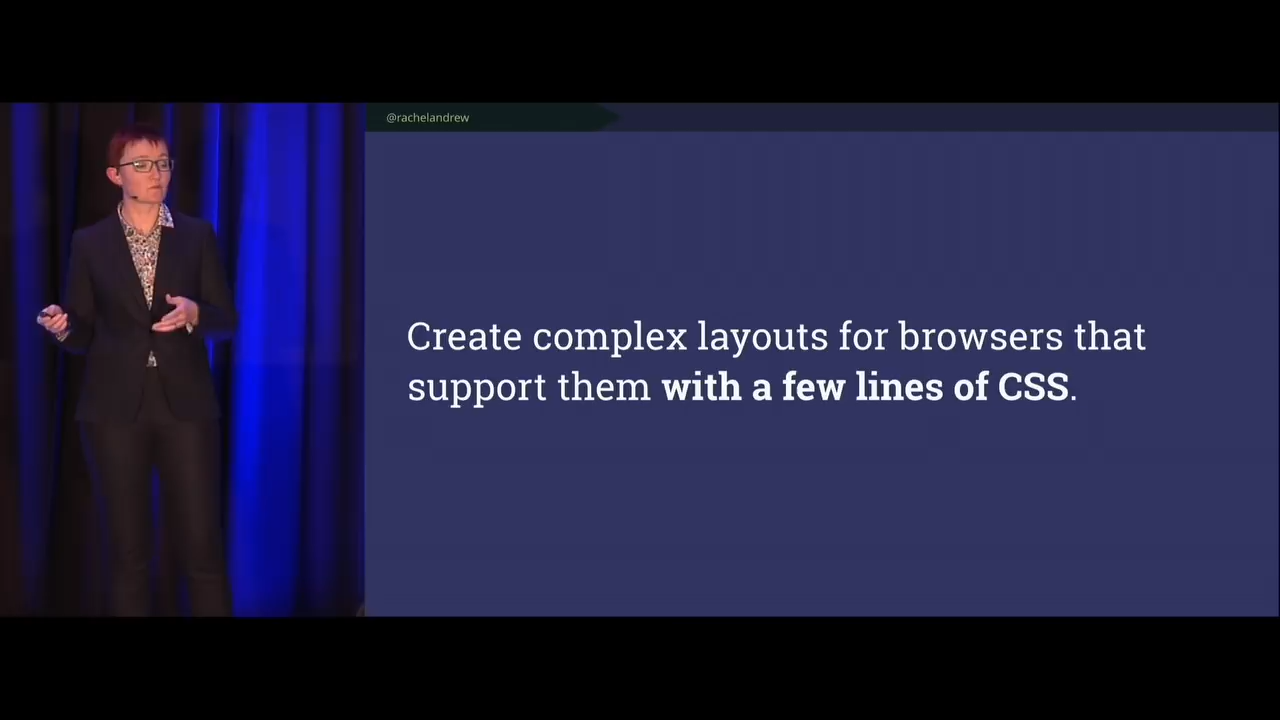 @rachelandrew
Create complex layouts for browsers that
support them with a few lines of CSS.